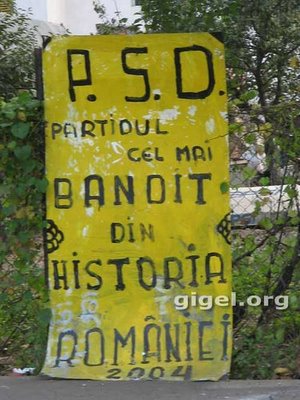 P.S.D.
PARTIDUL
CEL MAI
BANDIT
DIN
HISTORIA
gigel.org
ROMÂNIEI
2004